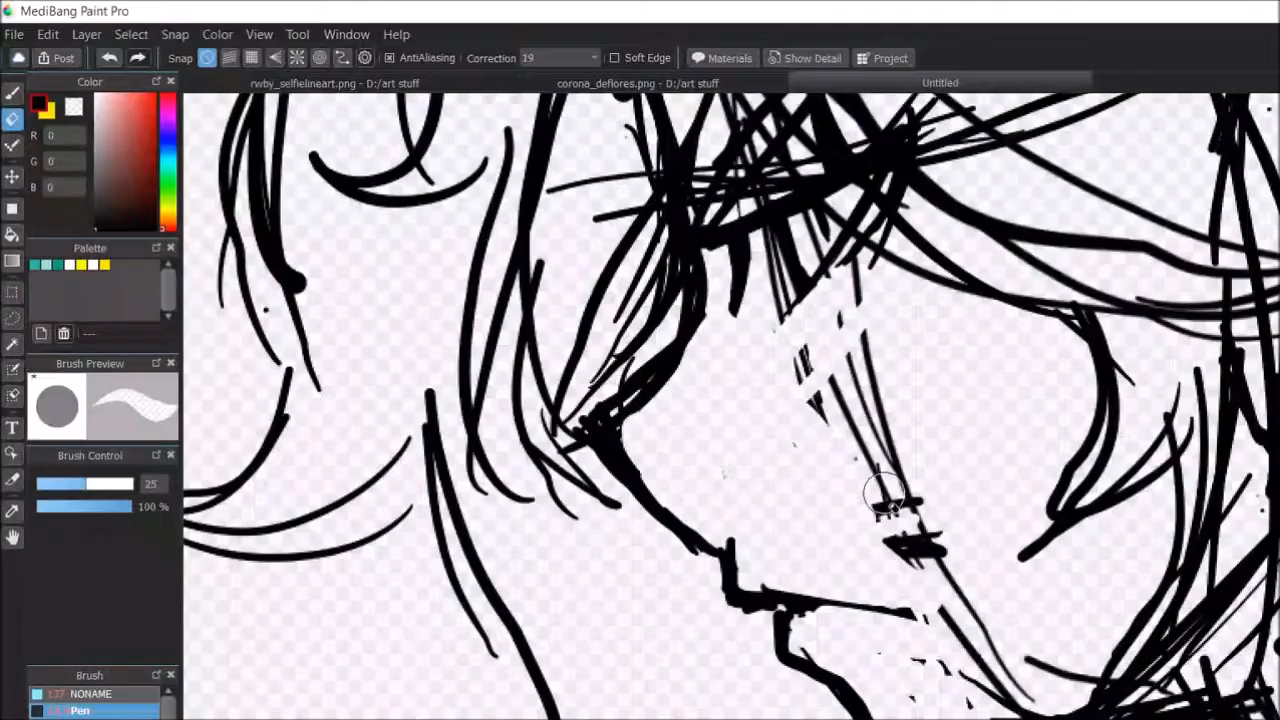 MediBang Paint Pro
File Edit Layer Select Snap Color View Tool Window Help
Post Snap AntiAliasing Correction 19 Soft Edge Materials Show Detail Project
Color
rwby_selfielineart.png - D:/art stuff
corona_deflores.png - D:/art stuff
Untitled
R 0
G 0
B 0
Palette
---
Brush Preview
*
T
Brush Control
25
100 %
Brush
NONAME
Pen